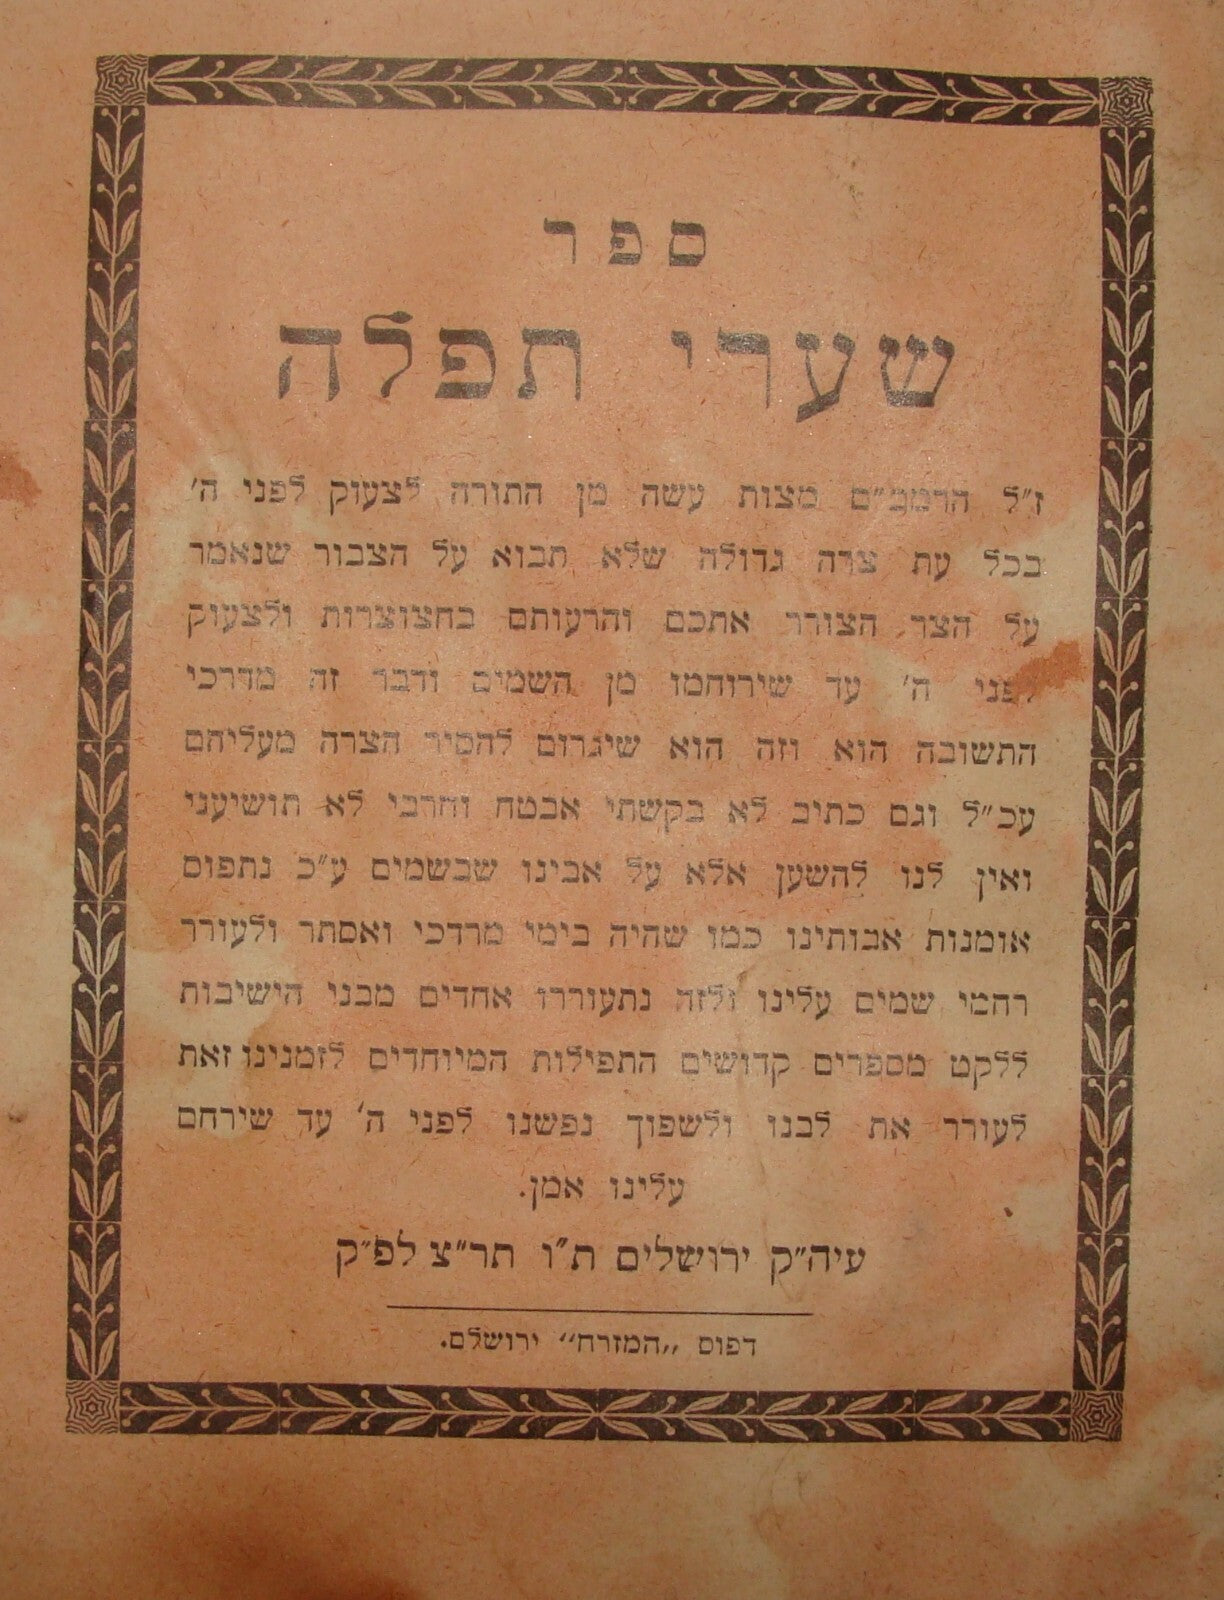 ספר
שערי תפלה
ז"ל הרמב"ם מצות עשה מן התורה לצעוק לפני ה'
בכל עת צרה גדולה שלא תבוא על הצבור שנאמר
על הצר הצורר אתכם והרעותם בחצוצרות ולצעוק
לפני ה' עד שירוחמו מן השמים ודבר זה מדרכי
התשובה הוא וזה הוא שיגרום להסיר הצרה מעליהם
עכ"ל וגם כתיב לא בקשתי אבטח וחרבי לא תושיעני
ואין לנו להשען אלא על אבינו שבשמים ע"כ נתפוס
אומנות אבותינו כמו שהיה בימי מרדכי ואסתר ולעורר
רחמי שמים עלינו ולזה נתעוררו אחדים מבני הישיבות
ללקט מספרים קדושים התפילות המיוחדים לזמנינו זאת
לעורר את לבנו ולשפוך נפשנו לפני ה' עד שירחם
עלינו אמן.
עיה"ק ירושלים ת"ו תר"צ לפ"ק
דפוס „המזרח" ירושלם.